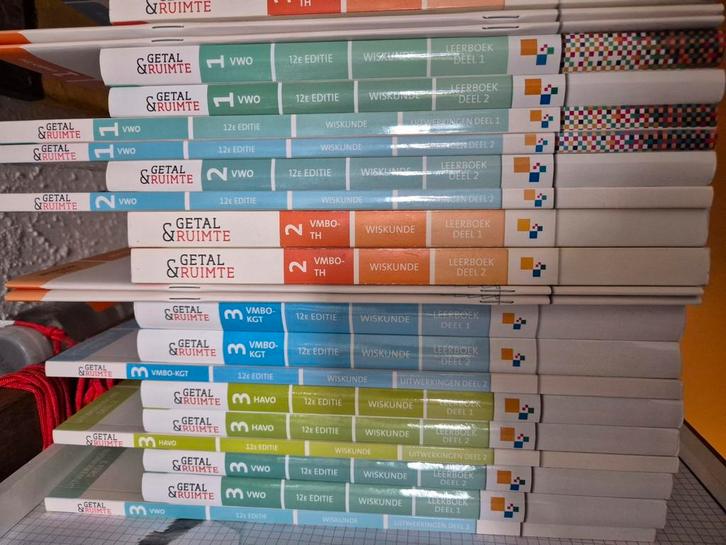 GETAL & RUIMTE
GETAL & RUIMTE 1 VWO 12E EDITIE WISKUNDE LEERBOEK DEEL 1
GETAL & RUIMTE 1 VWO 12E EDITIE WISKUNDE LEERBOEK DEEL 2
GETAL & RUIMTE 1 VWO 12E EDITIE WISKUNDE UITWERKINGEN DEEL 1
GETAL & RUIMTE 1 VWO 12E EDITIE WISKUNDE UITWERKINGEN DEEL 2
GETAL & RUIMTE 2 VWO 12E EDITIE WISKUNDE LEERBOEK DEEL 2
GETAL & RUIMTE 2 VWO 12E EDITIE WISKUNDE UITWERKINGEN DEEL 2
GETAL & RUIMTE 2 VMBO-TH WISKUNDE LEERBOEK DEEL 1
GETAL & RUIMTE 2 VMBO-TH WISKUNDE LEERBOEK DEEL 2
GETAL & RUIMTE 3 VMBO-KGT 12E EDITIE WISKUNDE LEERBOEK DEEL 1
GETAL & RUIMTE 3 VMBO-KGT 12E EDITIE WISKUNDE LEERBOEK DEEL 2
GETAL & RUIMTE 3 VMBO-KGT 12E EDITIE WISKUNDE UITWERKINGEN DEEL 2
GETAL & RUIMTE 3 HAVO 12E EDITIE WISKUNDE LEERBOEK DEEL 1
GETAL & RUIMTE 3 HAVO 12E EDITIE WISKUNDE LEERBOEK DEEL 2
GETAL & RUIMTE 3 HAVO 12E EDITIE WISKUNDE UITWERKINGEN DEEL 2
GETAL & RUIMTE 3 VWO 12E EDITIE WISKUNDE LEERBOEK DEEL 2
GETAL & RUIMTE 3 VWO 12E EDITIE WISKUNDE LEERBOEK DEEL 1
GETAL & RUIMTE 3 VWO 12E EDITIE WISKUNDE UITWERKINGEN DEEL 2